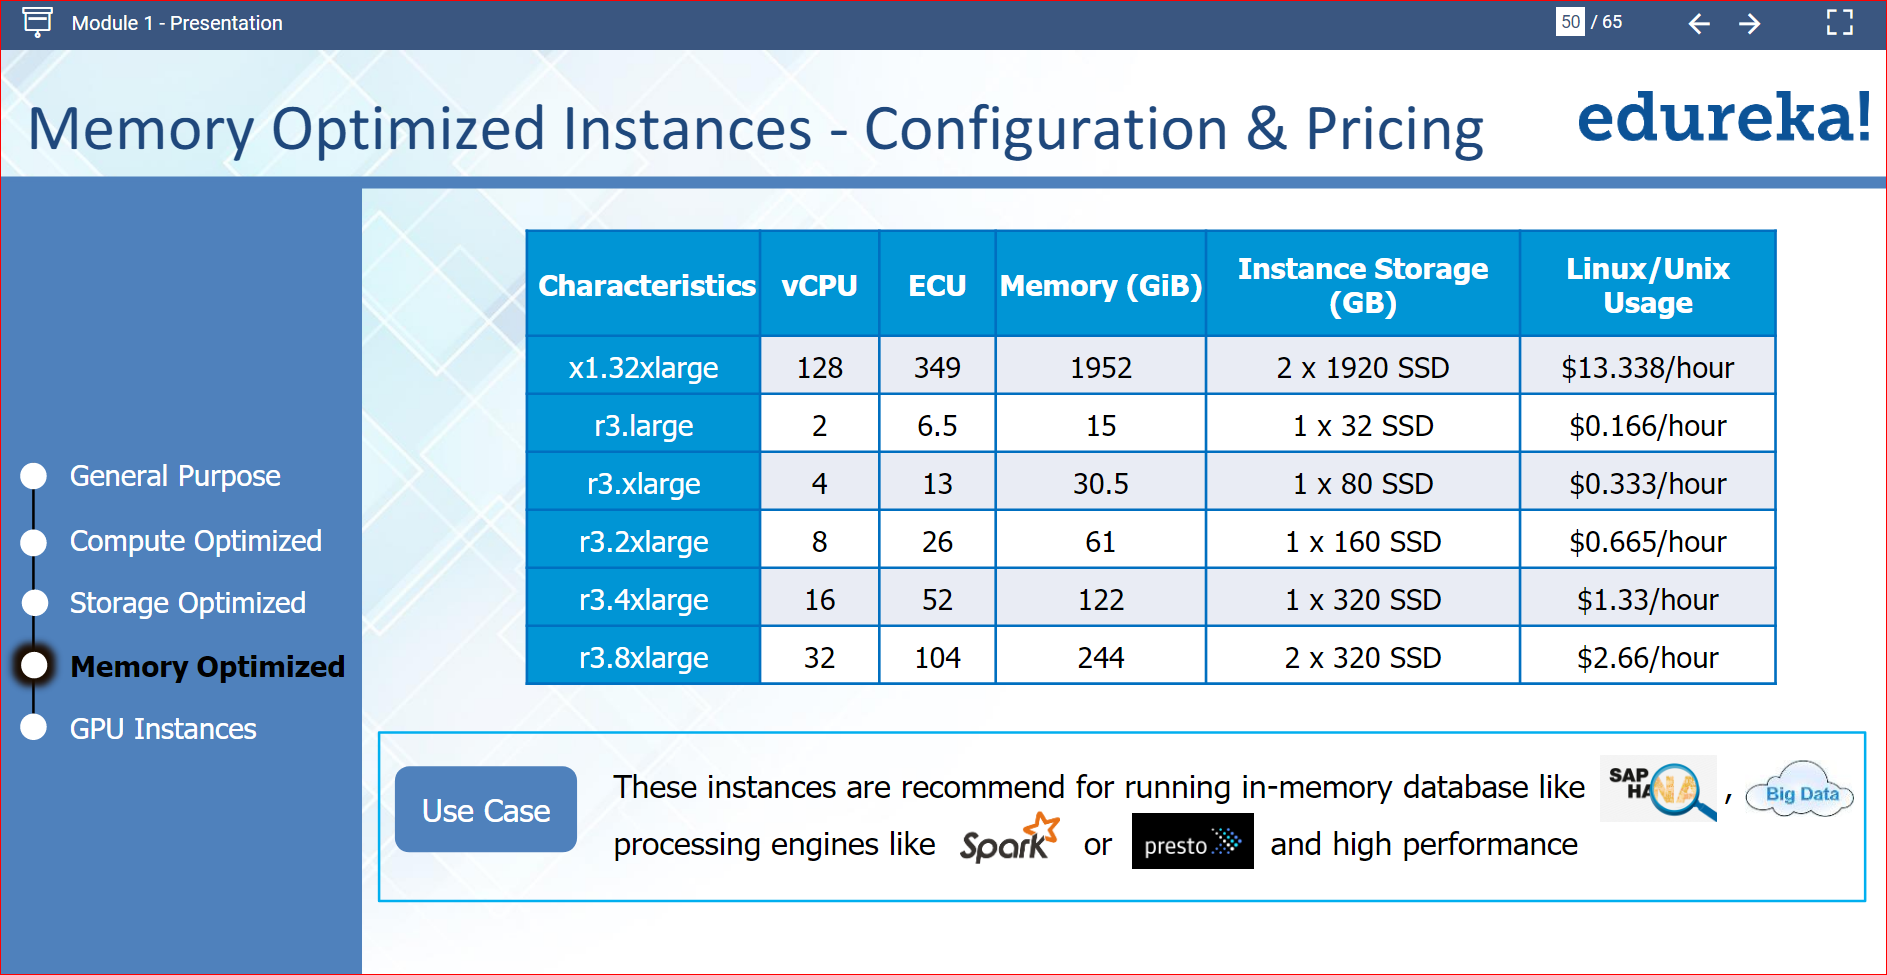 Module 1 - Presentation
50 / 65
Memory Optimized Instances - Configuration & Pricing
edureka!
General Purpose
Compute Optimized
Storage Optimized
Memory Optimized
GPU Instances
Characteristics vCPU ECU Memory (GiB) Instance Storage (GB) Linux/Unix Usage
x1.32xlarge 128 349 1952 2 x 1920 SSD $13.338/hour
r3.large 2 6.5 15 1 x 32 SSD $0.166/hour
r3.xlarge 4 13 30.5 1 x 80 SSD $0.333/hour
r3.2xlarge 8 26 61 1 x 160 SSD $0.665/hour
r3.4xlarge 16 52 122 1 x 320 SSD $1.33/hour
r3.8xlarge 32 104 244 2 x 320 SSD $2.66/hour
Use Case
These instances are recommend for running in-memory database like SAP HANA , Big Data
processing engines like Spark or presto and high performance